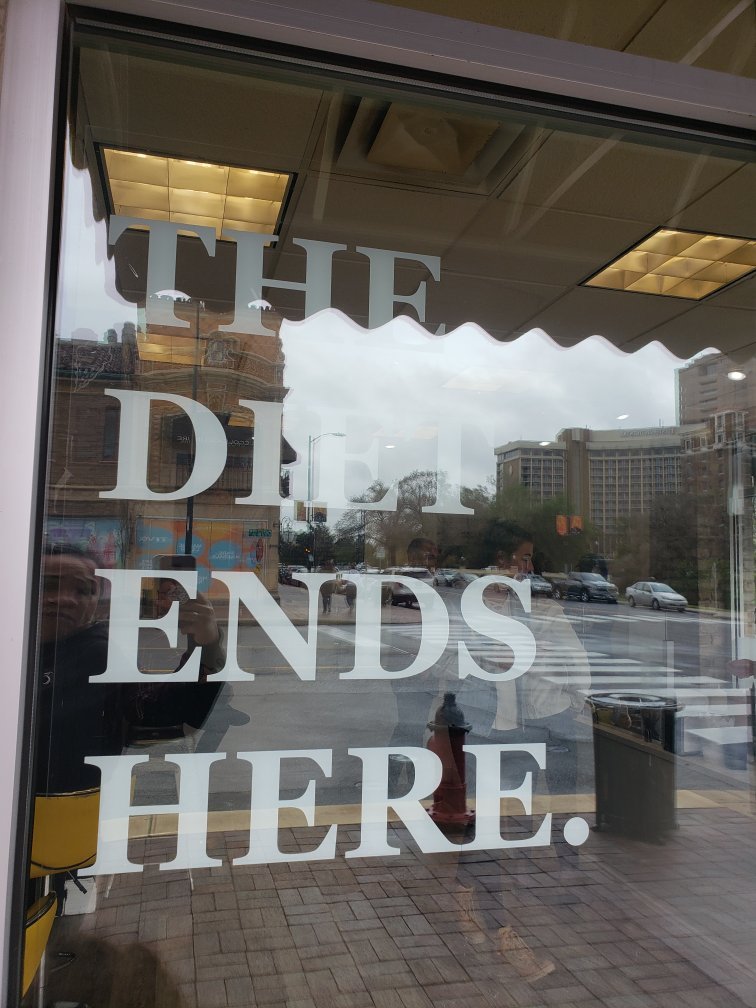 THE
DIET
ENDS
HERE.